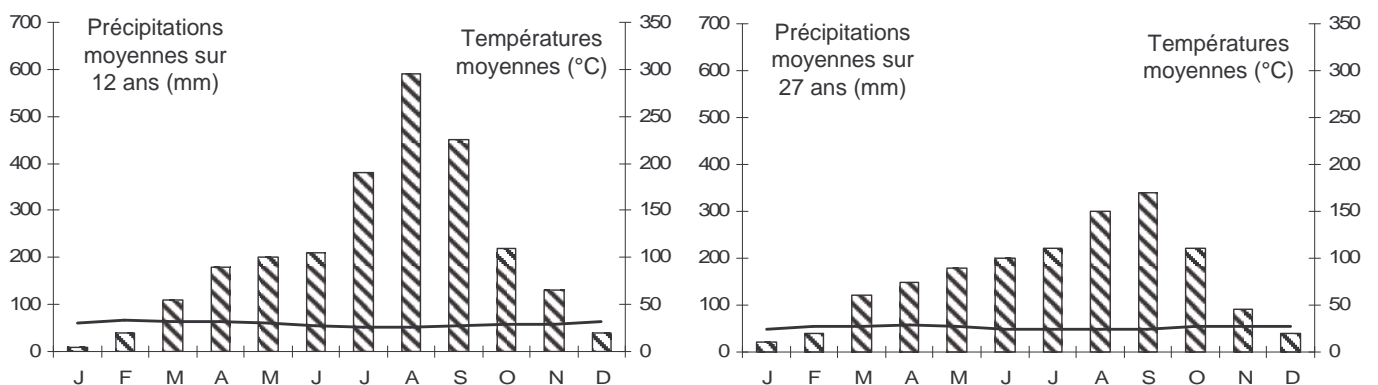 Précipitations
moyennes sur
12 ans (mm)
Températures
moyennes (°C)
700
600
500
400
300
200
100
0
350
300
250
200
150
100
50
0
J F M A M J J A S O N D
Précipitations
moyennes sur
27 ans (mm)
Températures
moyennes (°C)
700
600
500
400
300
200
100
0
350
300
250
200
150
100
50
0
J F M A M J J A S O N D